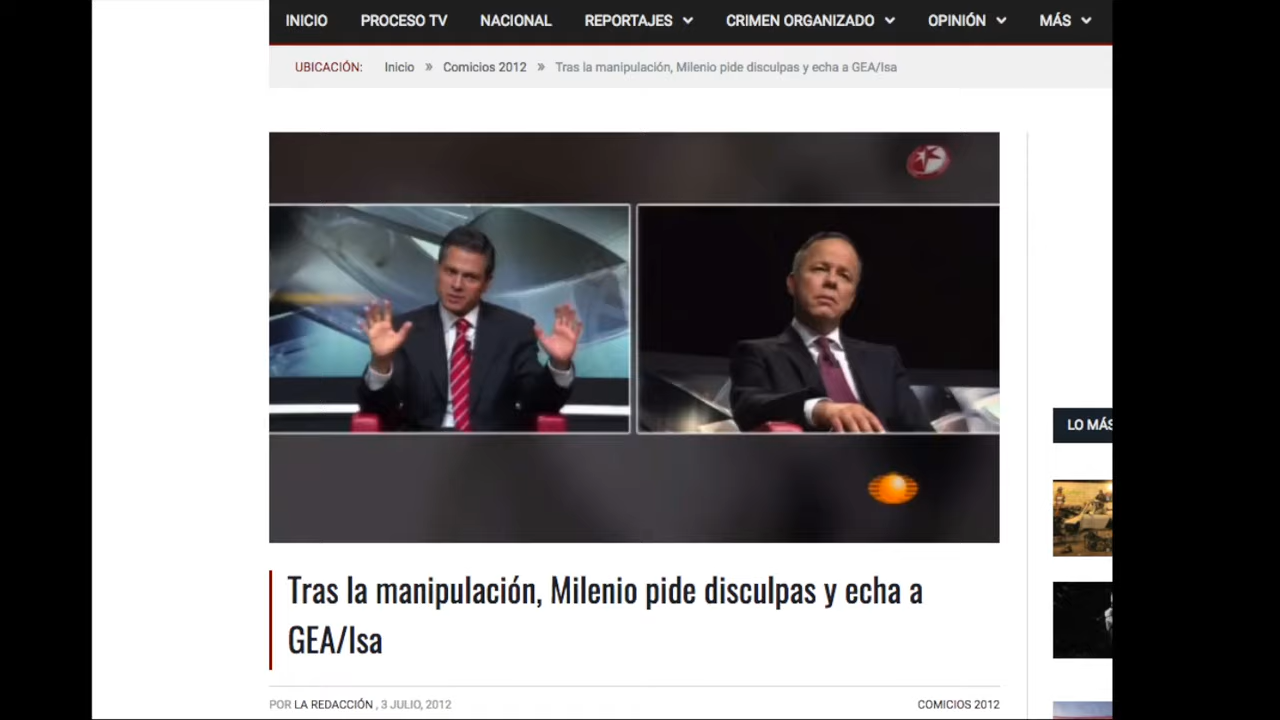 INICIO PROCESO TV NACIONAL REPORTAJES CRIMEN ORGANIZADO OPINIÓN MÁS
UBICACIÓN: Inicio » Comicios 2012 » Tras la manipulación, Milenio pide disculpas y echa a GEA/Isa
LO MÁS
Tras la manipulación, Milenio pide disculpas y echa a
GEA/Isa
POR LA REDACCIÓN , 3 JULIO, 2012 COMICIOS 2012